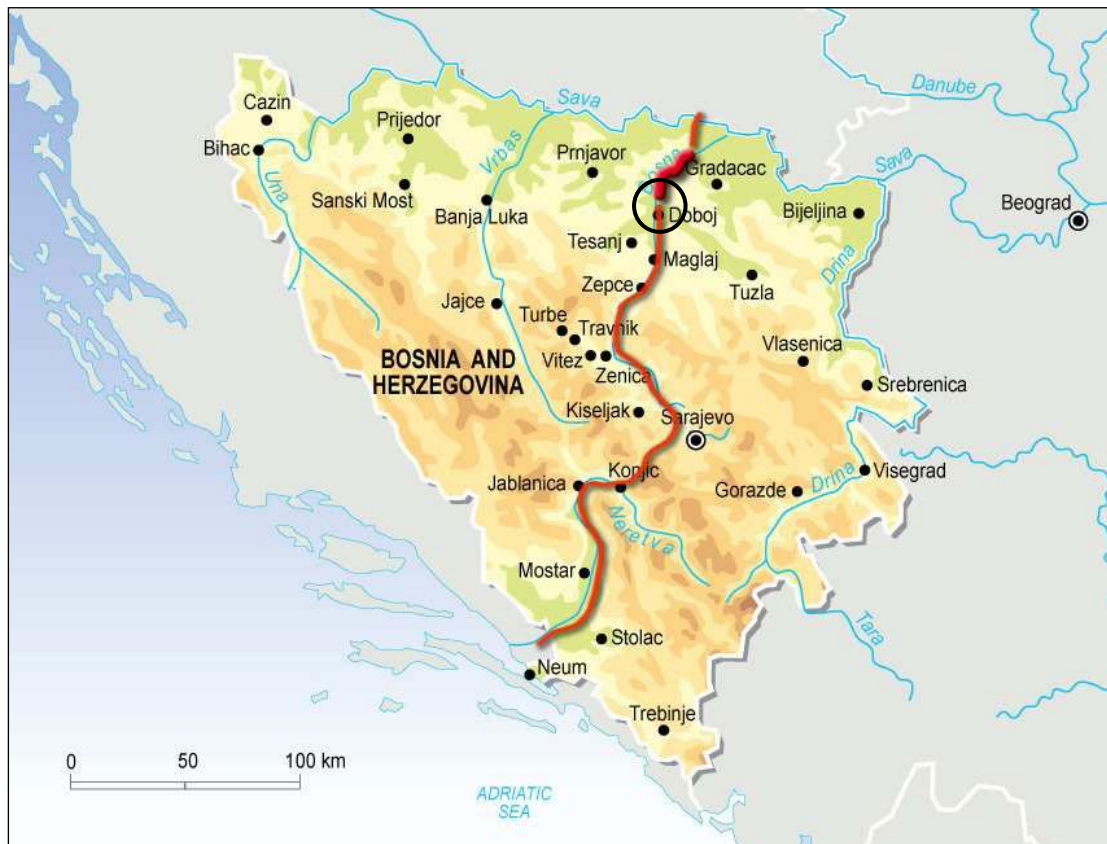 Danube
Sava
Cazin
Prijedor
Vrbas
Prnjavor
Bosna
Gradacac
Sava
Bihac
Una
Sanski Most
Banja Luka
Doboj
Bijeljina
Beograd
Tesanj
Maglaj
Drina
Zepce
Tuzla
Jajce
Turbe
Travnik
BOSNIA AND
HERZEGOVINA
Vitez
Zenica
Vlasenica
Srebrenica
Kiseljak
Sarajevo
Jablanica
Konjic
Gorazde
Drina
Visegrad
Neretva
Mostar
Stolac
Tara
Neum
Trebinje
0 50 100 km
ADRIATIC
SEA